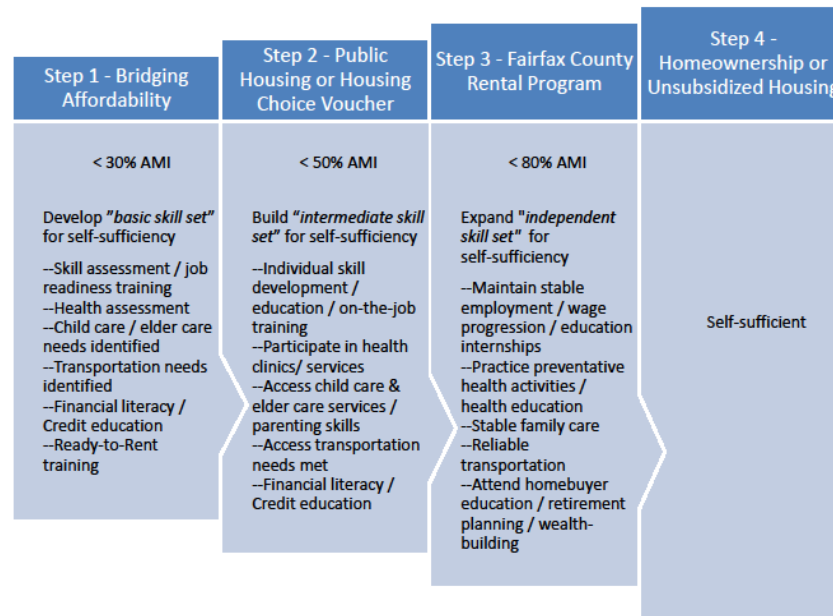 Step 1 - Bridging
Affordability
< 30% AMI
Develop "basic skill set"
for self-sufficiency
--Skill assessment / job
readiness training
--Health assessment
--Child care / elder care
needs identified
--Transportation needs
identified
--Financial literacy /
Credit education
--Ready-to-Rent
training
Step 2 - Public
Housing or Housing
Choice Voucher
< 50% AMI
Build "intermediate skill
set" for self-sufficiency
--Individual skill
development /
education / on-the-job
training
--Participate in health
clinics/ services
--Access child care &
elder care services /
parenting skills
--Access transportation
needs met
--Financial literacy /
Credit education
Step 3 - Fairfax County
Rental Program
< 80% AMI
Expand "independent
skill set" for
self-sufficiency
--Maintain stable
employment / wage
progression / education
internships
--Practice preventative
health activities /
health education
--Stable family care
--Reliable
transportation
--Attend homebuyer
education / retirement
planning / wealth-
building
Step 4 -
Homeownership or
Unsubsidized Housing
Self-sufficient